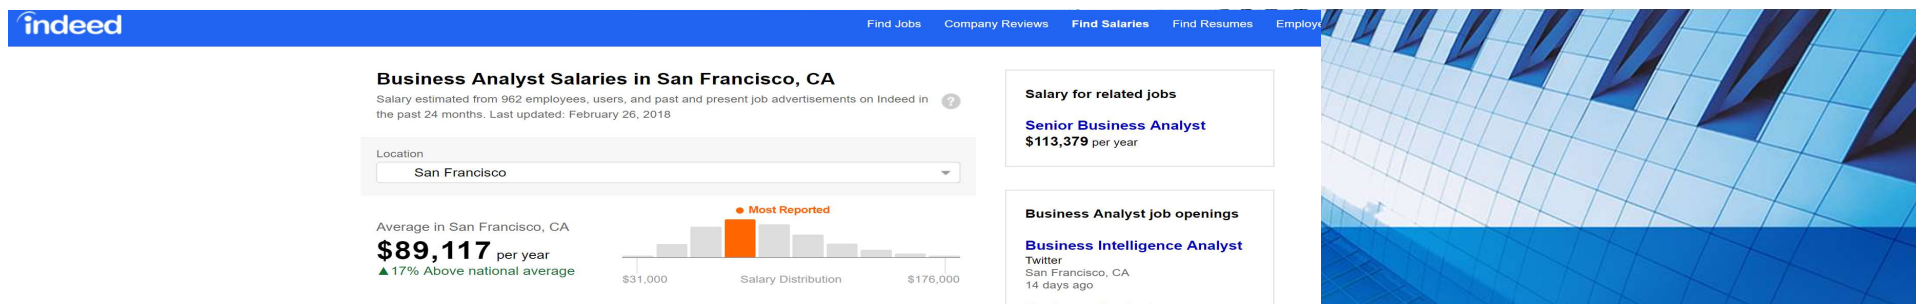 indeed
Find Jobs Company Reviews Find Salaries Find Resumes
Business Analyst Salaries in San Francisco, CA
Salary estimated from 962 employees, users, and past and present job advertisements on Indeed in ?
the past 24 months. Last updated: February 26, 2018
Location
San Francisco
Average in San Francisco, CA
$89,117 per year
▲17% Above national average
● Most Reported
$31,000 Salary Distribution $176,000
Salary for related jobs
Senior Business Analyst
$113,379 per year
Business Analyst job openings
Business Intelligence Analyst
Twitter
San Francisco, CA
14 days ago